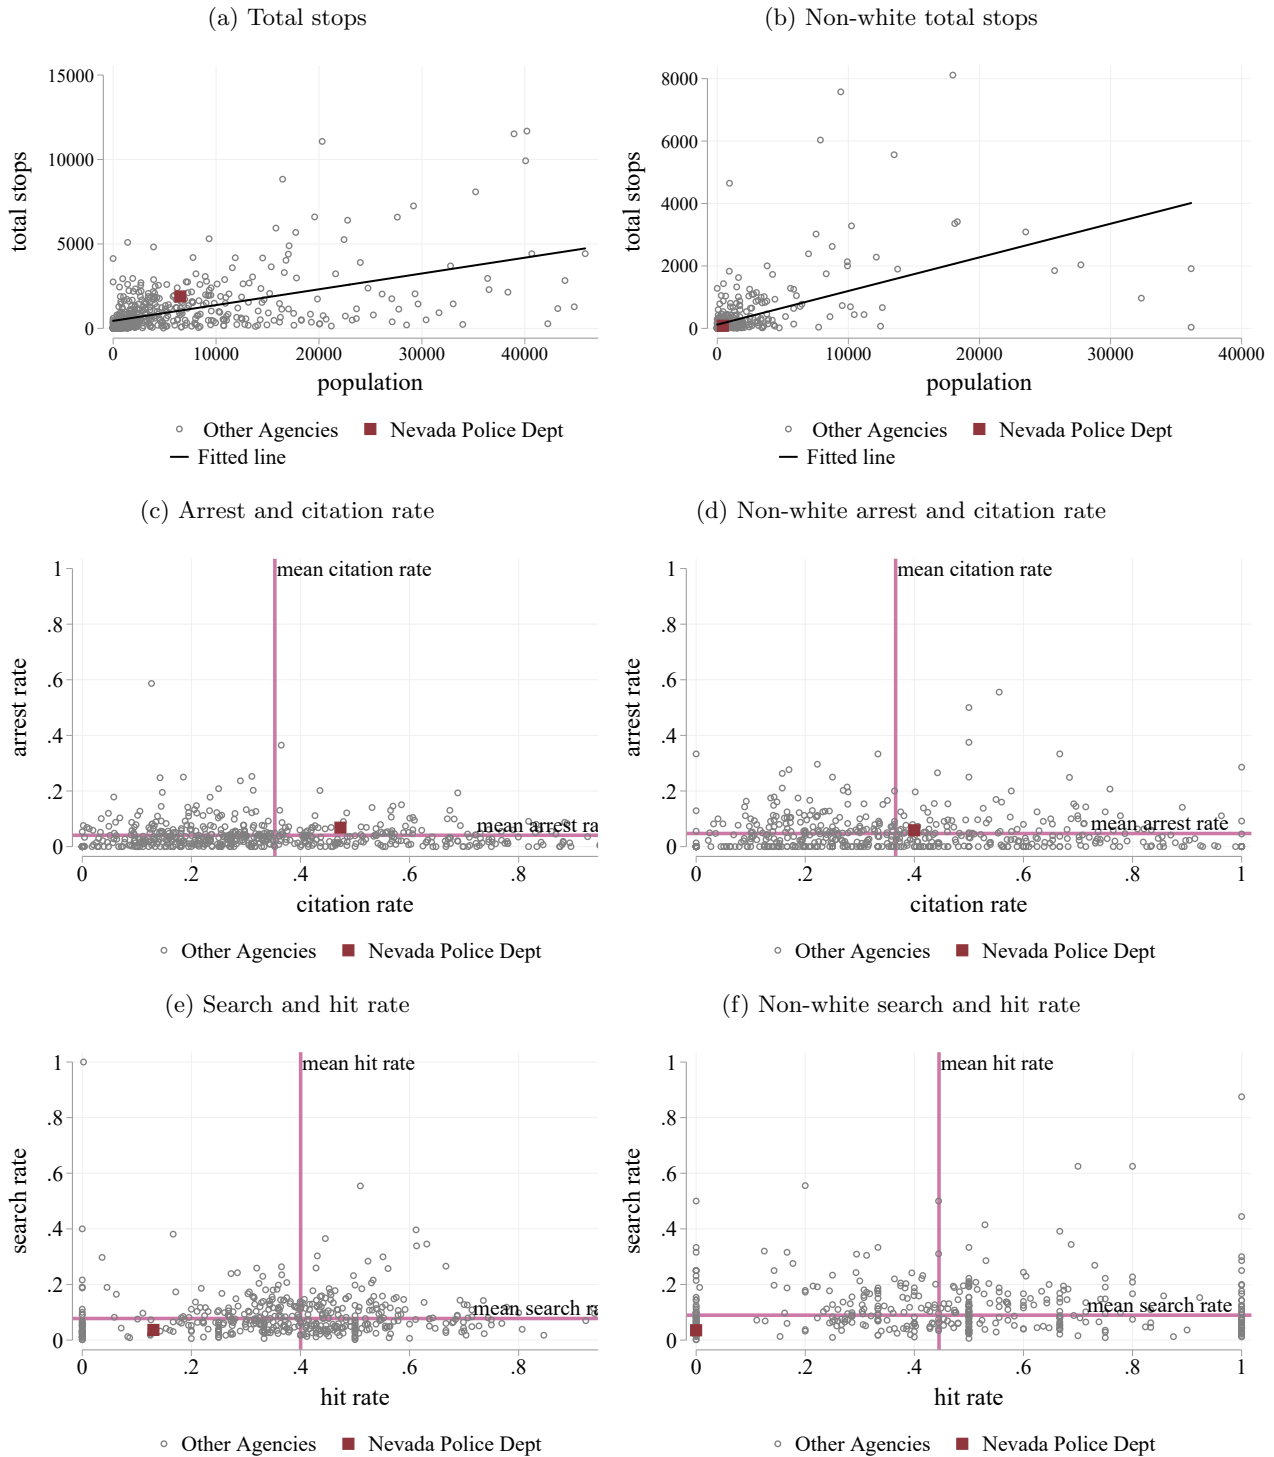 (a) Total stops
(b) Non-white total stops
15000
10000
5000
0
total stops
0 10000 20000 30000 40000
population
Other Agencies Nevada Police Dept
Fitted line
8000
6000
4000
2000
0
total stops
0 10000 20000 30000 40000
population
Other Agencies Nevada Police Dept
Fitted line
(c) Arrest and citation rate
(d) Non-white arrest and citation rate
1
.8
.6
.4
.2
0
arrest rate
mean citation rate
mean arrest ra
0 .2 .4 .6 .8
citation rate
Other Agencies Nevada Police Dept
1
.8
.6
.4
.2
0
arrest rate
mean citation rate
mean arrest rate
0 .2 .4 .6 .8 1
citation rate
Other Agencies Nevada Police Dept
(e) Search and hit rate
(f) Non-white search and hit rate
1
.8
.6
.4
.2
0
search rate
mean hit rate
mean search ra
0 .2 .4 .6 .8
hit rate
Other Agencies Nevada Police Dept
1
.8
.6
.4
.2
0
search rate
mean hit rate
mean search rate
0 .2 .4 .6 .8 1
hit rate
Other Agencies Nevada Police Dept